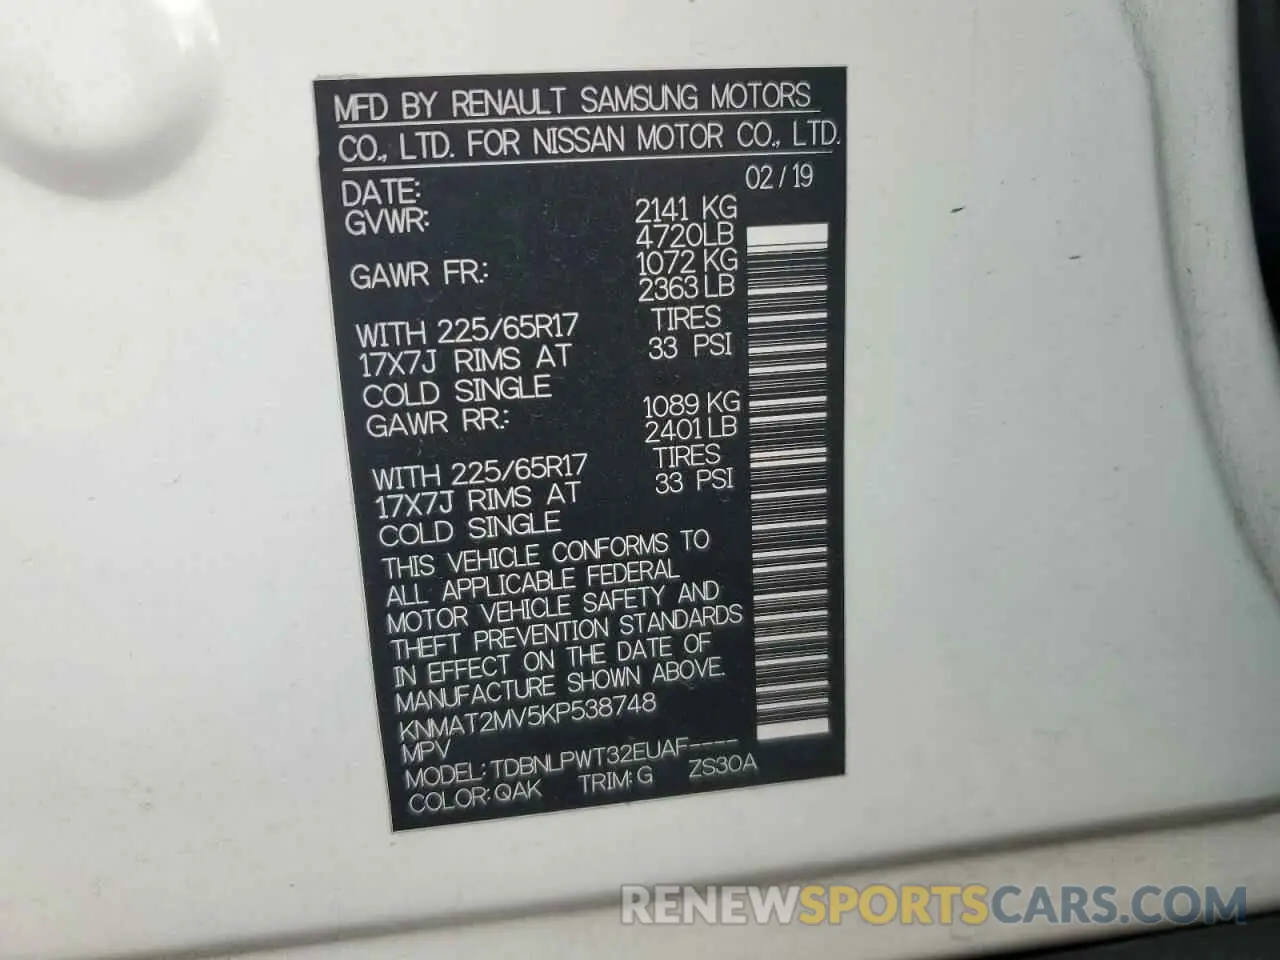 MFD BY RENAULT SAMSUNG MOTORS
CO., LTD. FOR NISSAN MOTOR CO., LTD.
DATE: 02/19
GVWR: 2141 KG
4720LB
GAWR FR: 1072 KG
2363LB
WITH 225/65R17 TIRES
17X7J RIMS AT 33 PSI
COLD SINGLE
GAWR RR: 1089 KG
2401LB
WITH 225/65R17 TIRES
17X7J RIMS AT 33 PSI
COLD SINGLE
THIS VEHICLE CONFORMS TO
ALL APPLICABLE FEDERAL
MOTOR VEHICLE SAFETY AND
THEFT PREVENTION STANDARDS
IN EFFECT ON THE DATE OF
MANUFACTURE SHOWN ABOVE.
KNMAT2MV5KP538748
MPV
MODEL: TDBNLPWT32EUAF----
COLOR: QAK TRIM: G ZS30A
RENEWSPORTSCARS.COM